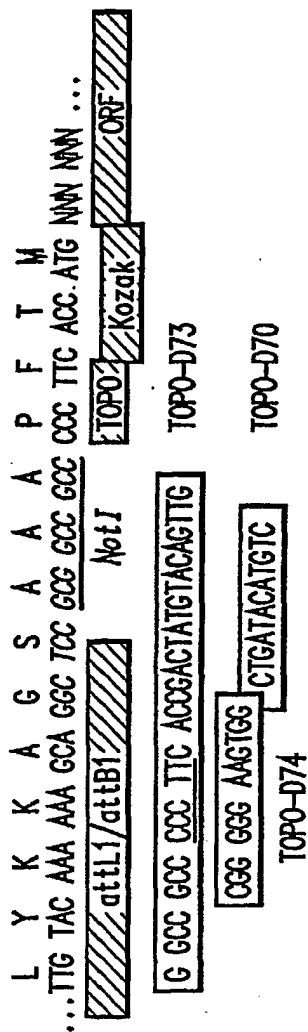 L Y K K A G S A A A P F T M
...TTG TAC AAA AAA GCA GGC TCC GCG GCC GCC CCC TTC ACC ATG NNN NNN ...
attL1/attB1 NotI TOPO Kozak ORF
G GCC GCC CCC TTC ACCGACTATGTACAGTTG TOPO-D73
CGG GGG AAGTGG
CTGATACATGTC TOPO-D70
TOPO-D74